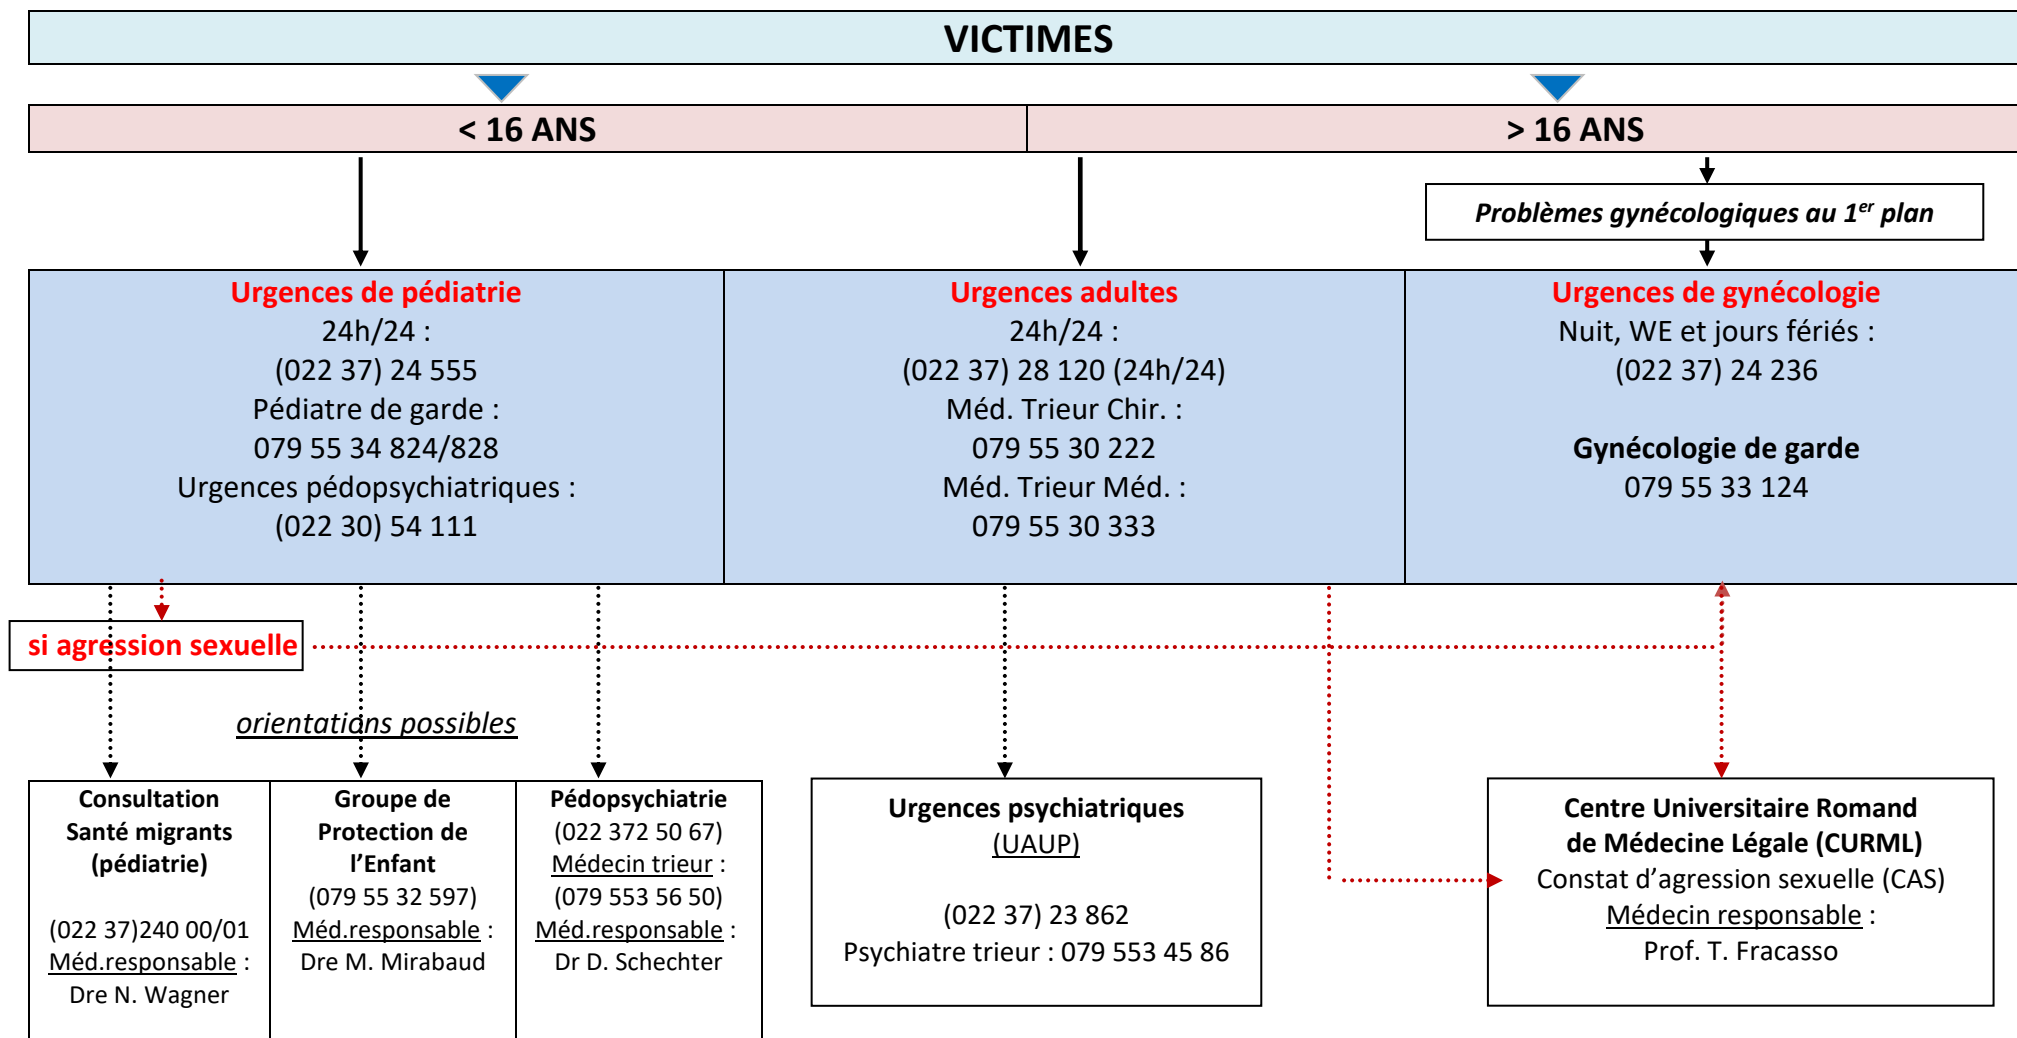 VICTIMES
< 16 ANS
> 16 ANS
Problèmes gynécologiques au 1er plan
Urgences de pédiatrie
24h/24 :
(022 37) 24 555
Pédiatre de garde :
079 55 34 824/828
Urgences pédopsychiatriques :
(022 30) 54 111
Urgences adultes
24h/24 :
(022 37) 28 120 (24h/24)
Méd. Trieur Chir. :
079 55 30 222
Méd. Trieur Méd. :
079 55 30 333
Urgences de gynécologie
Nuit, WE et jours fériés :
(022 37) 24 236
Gynécologie de garde
079 55 33 124
si agression sexuelle
orientations possibles
Consultation
Santé migrants
(pédiatrie)
(022 37)240 00/01
Méd.responsable :
Dre N. Wagner
Groupe de
Protection de
l’Enfant
(079 55 32 597)
Méd.responsable :
Dre M. Mirabaud
Pédopsychiatrie
(022 372 50 67)
Médecin trieur :
(079 553 56 50)
Méd.responsable :
Dr D. Schechter
Urgences psychiatriques
(UAUP)
(022 37) 23 862
Psychiatre trieur : 079 553 45 86
Centre Universitaire Romand
de Médecine Légale (CURML)
Constat d’agression sexuelle (CAS)
Médecin responsable :
Prof. T. Fracasso